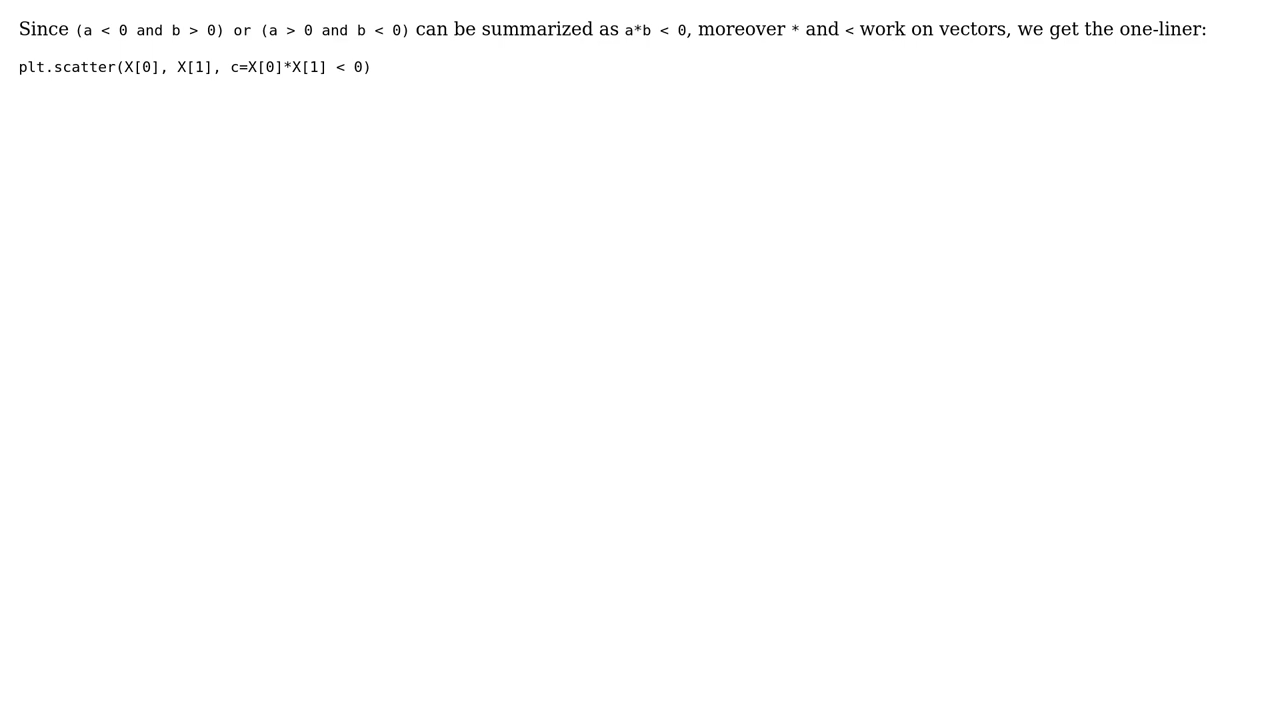 Since (a < 0 and b > 0) or (a > 0 and b < 0) can be summarized as a*b < 0, moreover * and < work on vectors, we get the one-liner:
plt.scatter(X[0], X[1], c=X[0]*X[1] < 0)